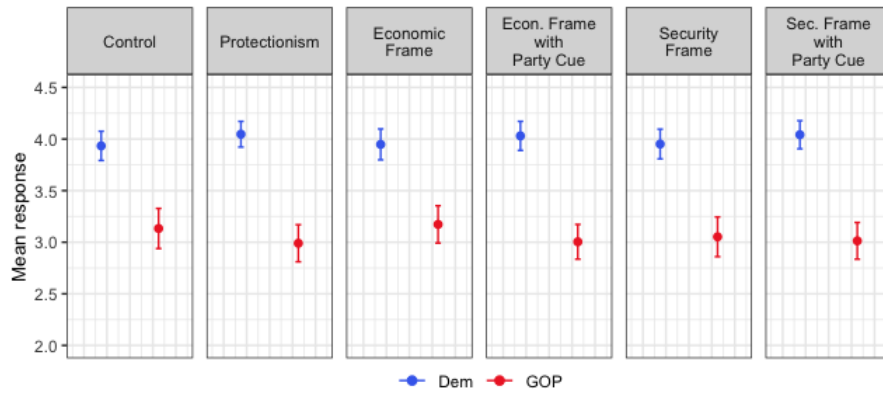 Control
Protectionism
Economic
Frame
Econ. Frame
with
Party Cue
Security
Frame
Sec. Frame
with
Party Cue
Mean response
4.5
4.0
3.5
3.0
2.5
2.0
Dem GOP